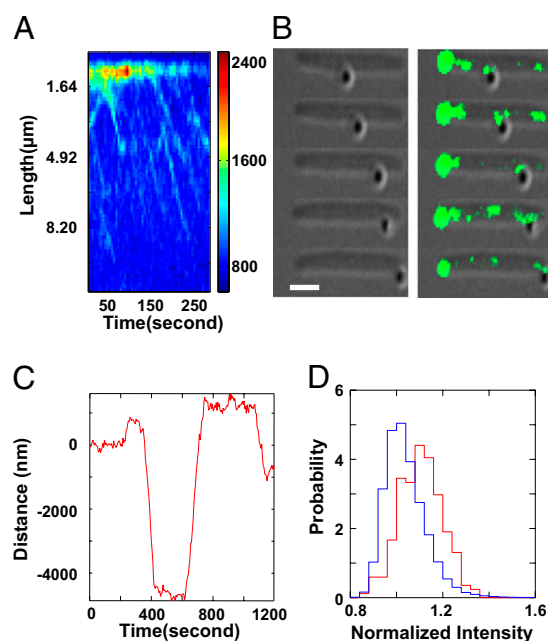 A
B
2400
1600
800
1.64
4.92
8.20
Length(μm)
50 150 250
Time(second)
C
D
0
-2000
-4000
Distance (nm)
0 400 800 1200
Time(second)
6
4
2
0
Probability
0.8 1.2 1.6
Normalized Intensity